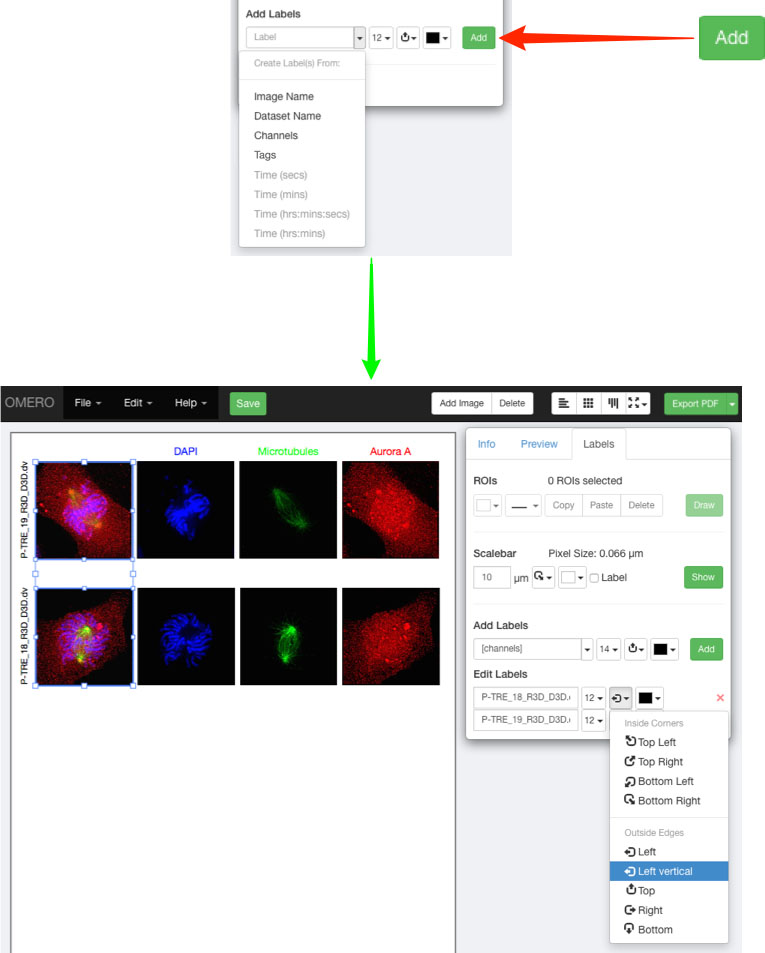 Add Labels
Label 12 Add
Add
Create Label(s) From:
Image Name
Dataset Name
Channels
Tags
Time (secs)
Time (mins)
Time (hrs:mins:secs)
Time (hrs:mins)
OMERO File Edit Help Save Add Image Delete Export PDF
Info Preview Labels
DAPI Microtubules Aurora A
P-TRE_19_R3D_D3D.dv
P-TRE_18_R3D_D3D.dv
ROIs 0 ROIs selected
Copy Paste Delete Draw
Scalebar Pixel Size: 0.066 µm
10 µm Label Show
Add Labels
[channels] 14 Add
Edit Labels
P-TRE_18_R3D_D3D. 12
P-TRE_19_R3D_D3D. 12
Inside Corners
Top Left
Top Right
Bottom Left
Bottom Right
Outside Edges
Left
Left vertical
Top
Right
Bottom